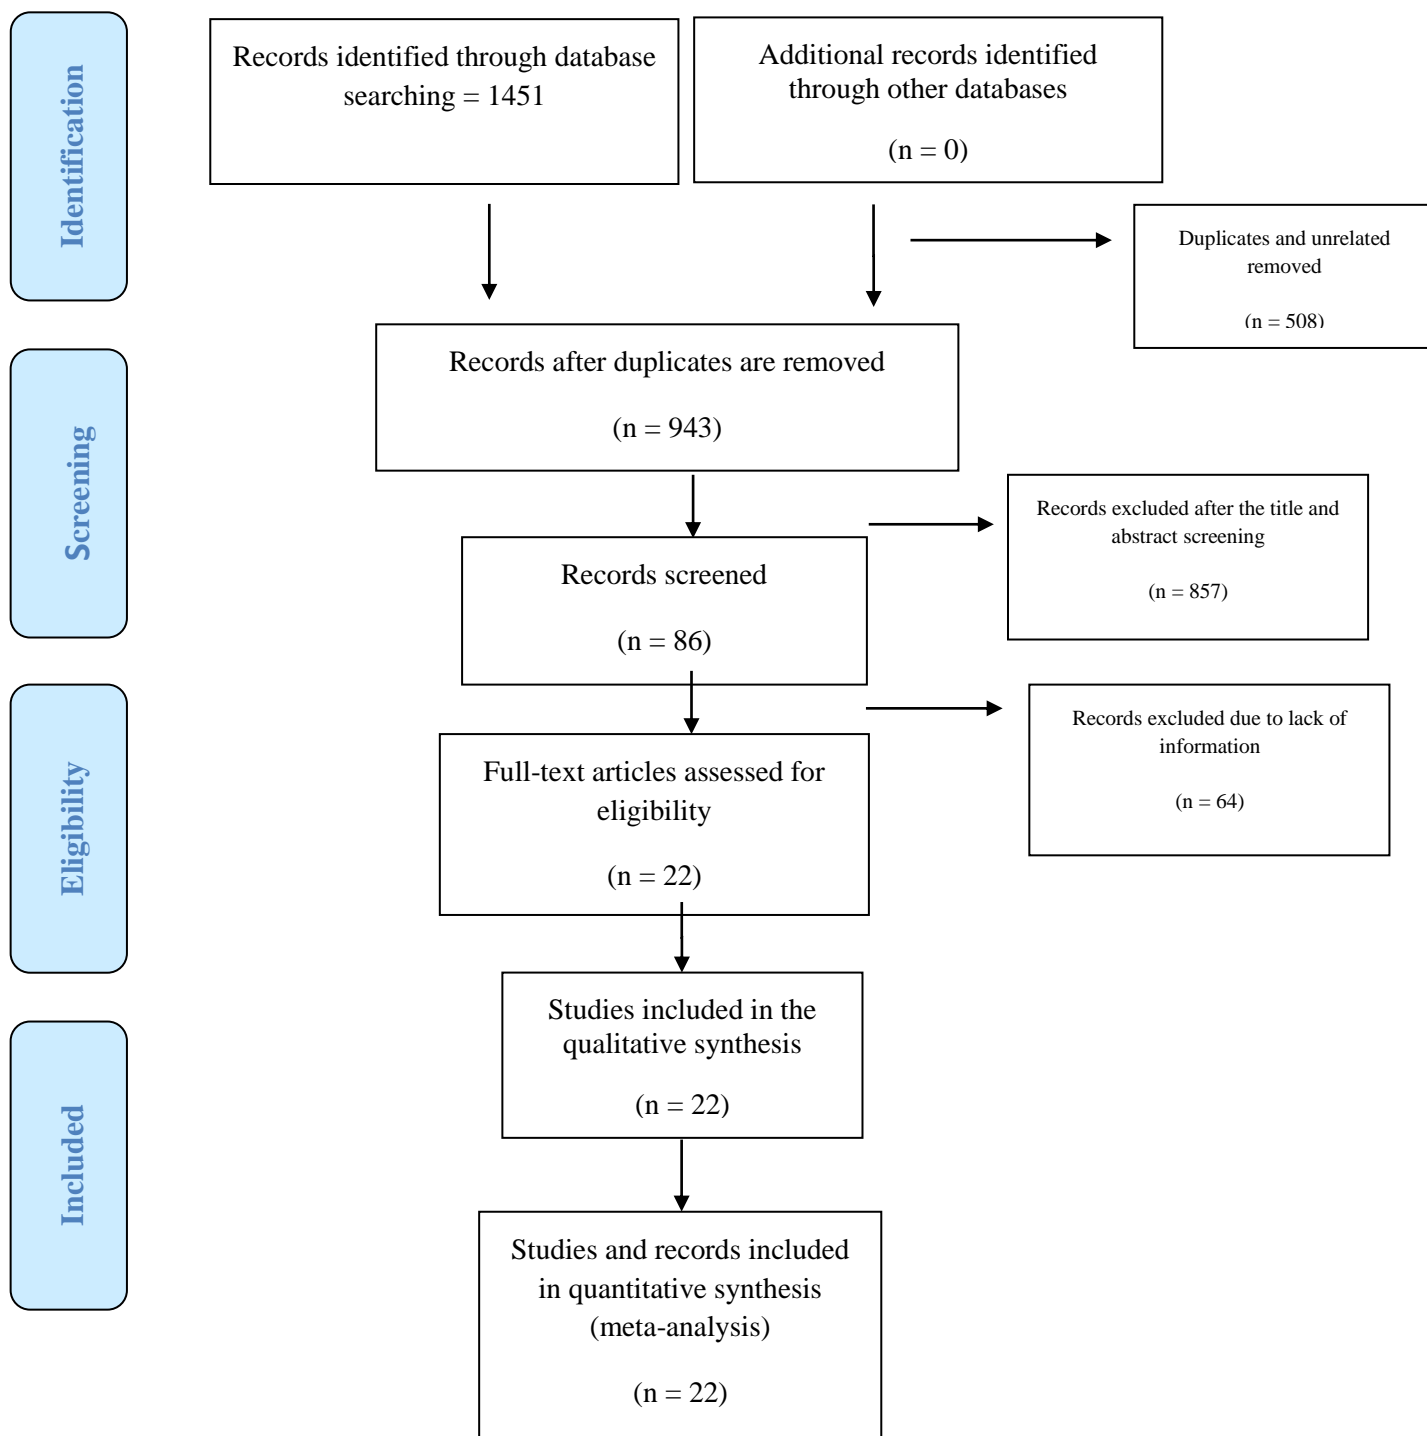 Identification
Records identified through database
searching = 1451
Additional records identified
through other databases
(n = 0)
Duplicates and unrelated
removed
(n = 508)
Records after duplicates are removed
(n = 943)
Screening
Records excluded after the title and
abstract screening
(n = 857)
Records screened
(n = 86)
Eligibility
Records excluded due to lack of
information
(n = 64)
Full-text articles assessed for
eligibility
(n = 22)
Studies included in the
qualitative synthesis
(n = 22)
Included
Studies and records included
in quantitative synthesis
(meta-analysis)
(n = 22)